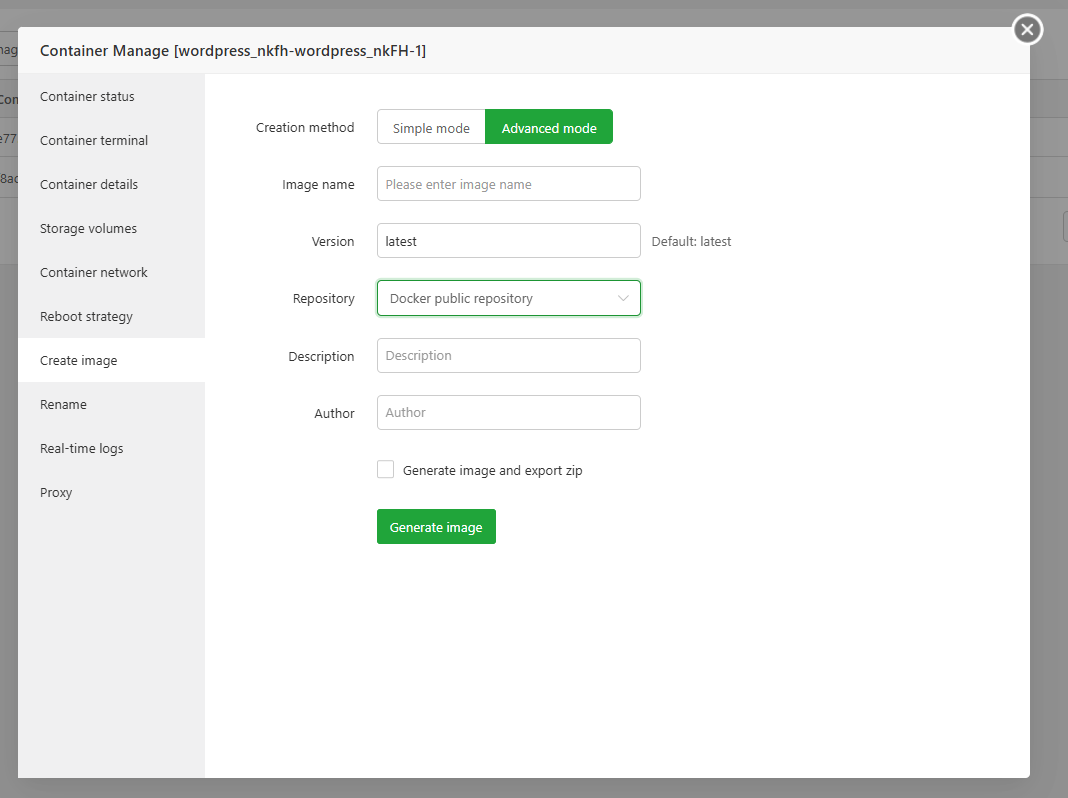 Container Manage [wordpress_nkfh-wordpress_nkFH-1]
Container status
Container terminal
Container details
Storage volumes
Container network
Reboot strategy
Create image
Rename
Real-time logs
Proxy
Creation method
Simple mode
Advanced mode
Image name
Please enter image name
Version
latest
Default: latest
Repository
Docker public repository
Description
Description
Author
Author
Generate image and export zip
Generate image